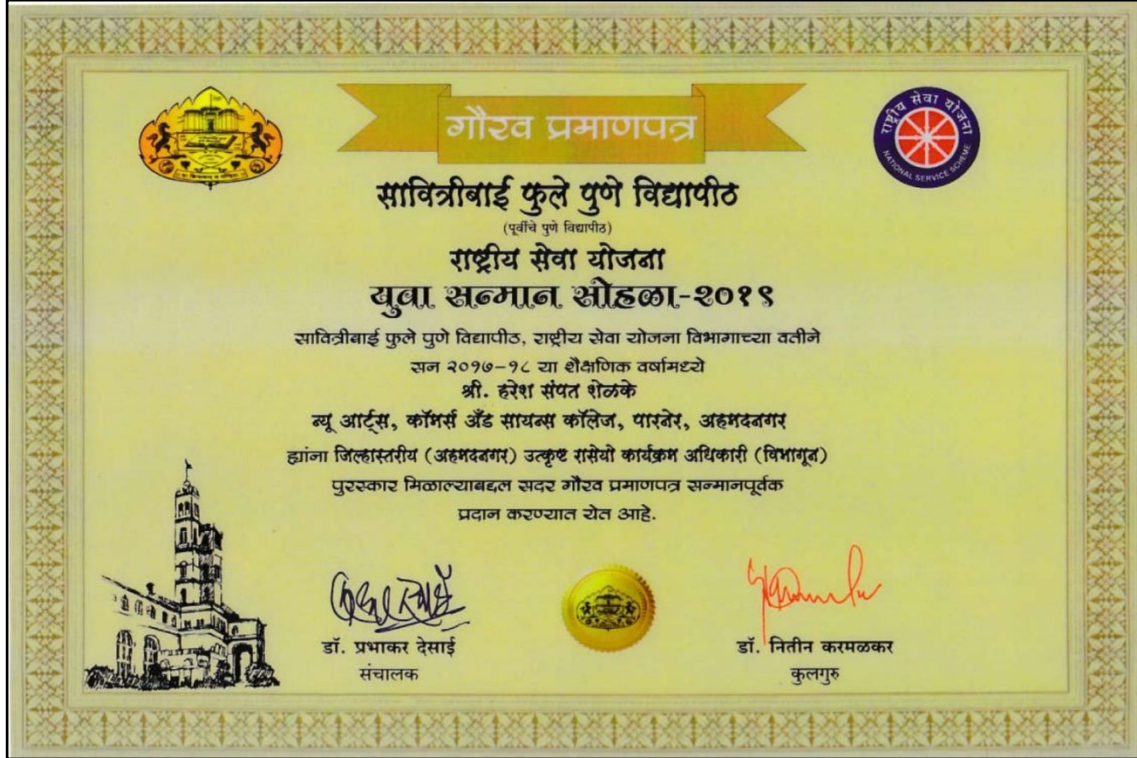 गौरव प्रमाणपत्र
राष्ट्रीय सेवा योजना
NATIONAL SERVICE SCHEME
सावित्रीबाई फुले पुणे विद्यापीठ
(पूर्वीचे पुणे विद्यापीठ)
राष्ट्रीय सेवा योजना
युवा सन्मान सोहळा-२०१९
सावित्रीबाई फुले पुणे विद्यापीठ, राष्ट्रीय सेवा योजना विभागाच्या वतीने
सन २०१७-१८ या शैक्षणिक वर्षामध्ये
श्री. हरेश संपत शेळके
न्यू आर्ट्स, कॉमर्स अँड सायन्स कॉलेज, पारनेर, अहमदनगर
ह्यांना जिल्हास्तरीय (अहमदनगर) उत्कृष्ट रासेयो कार्यक्रम अधिकारी (विभागून)
पुरस्कार मिळाल्याबद्दल सदर गौरव प्रमाणपत्र सन्मानपूर्वक
प्रदान करण्यात येत आहे.
डॉ. प्रभाकर देसाई
संचालक
डॉ. नितीन करमळकर
कुलगुरु